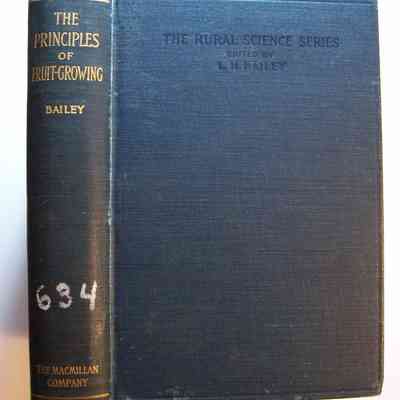 THE
PRINCIPLES
OF
FRUIT-GROWING
BAILEY
634
THE MACMILLAN
COMPANY
THE RURAL SCIENCE SERIES
EDITED BY
L. H. BAILEY